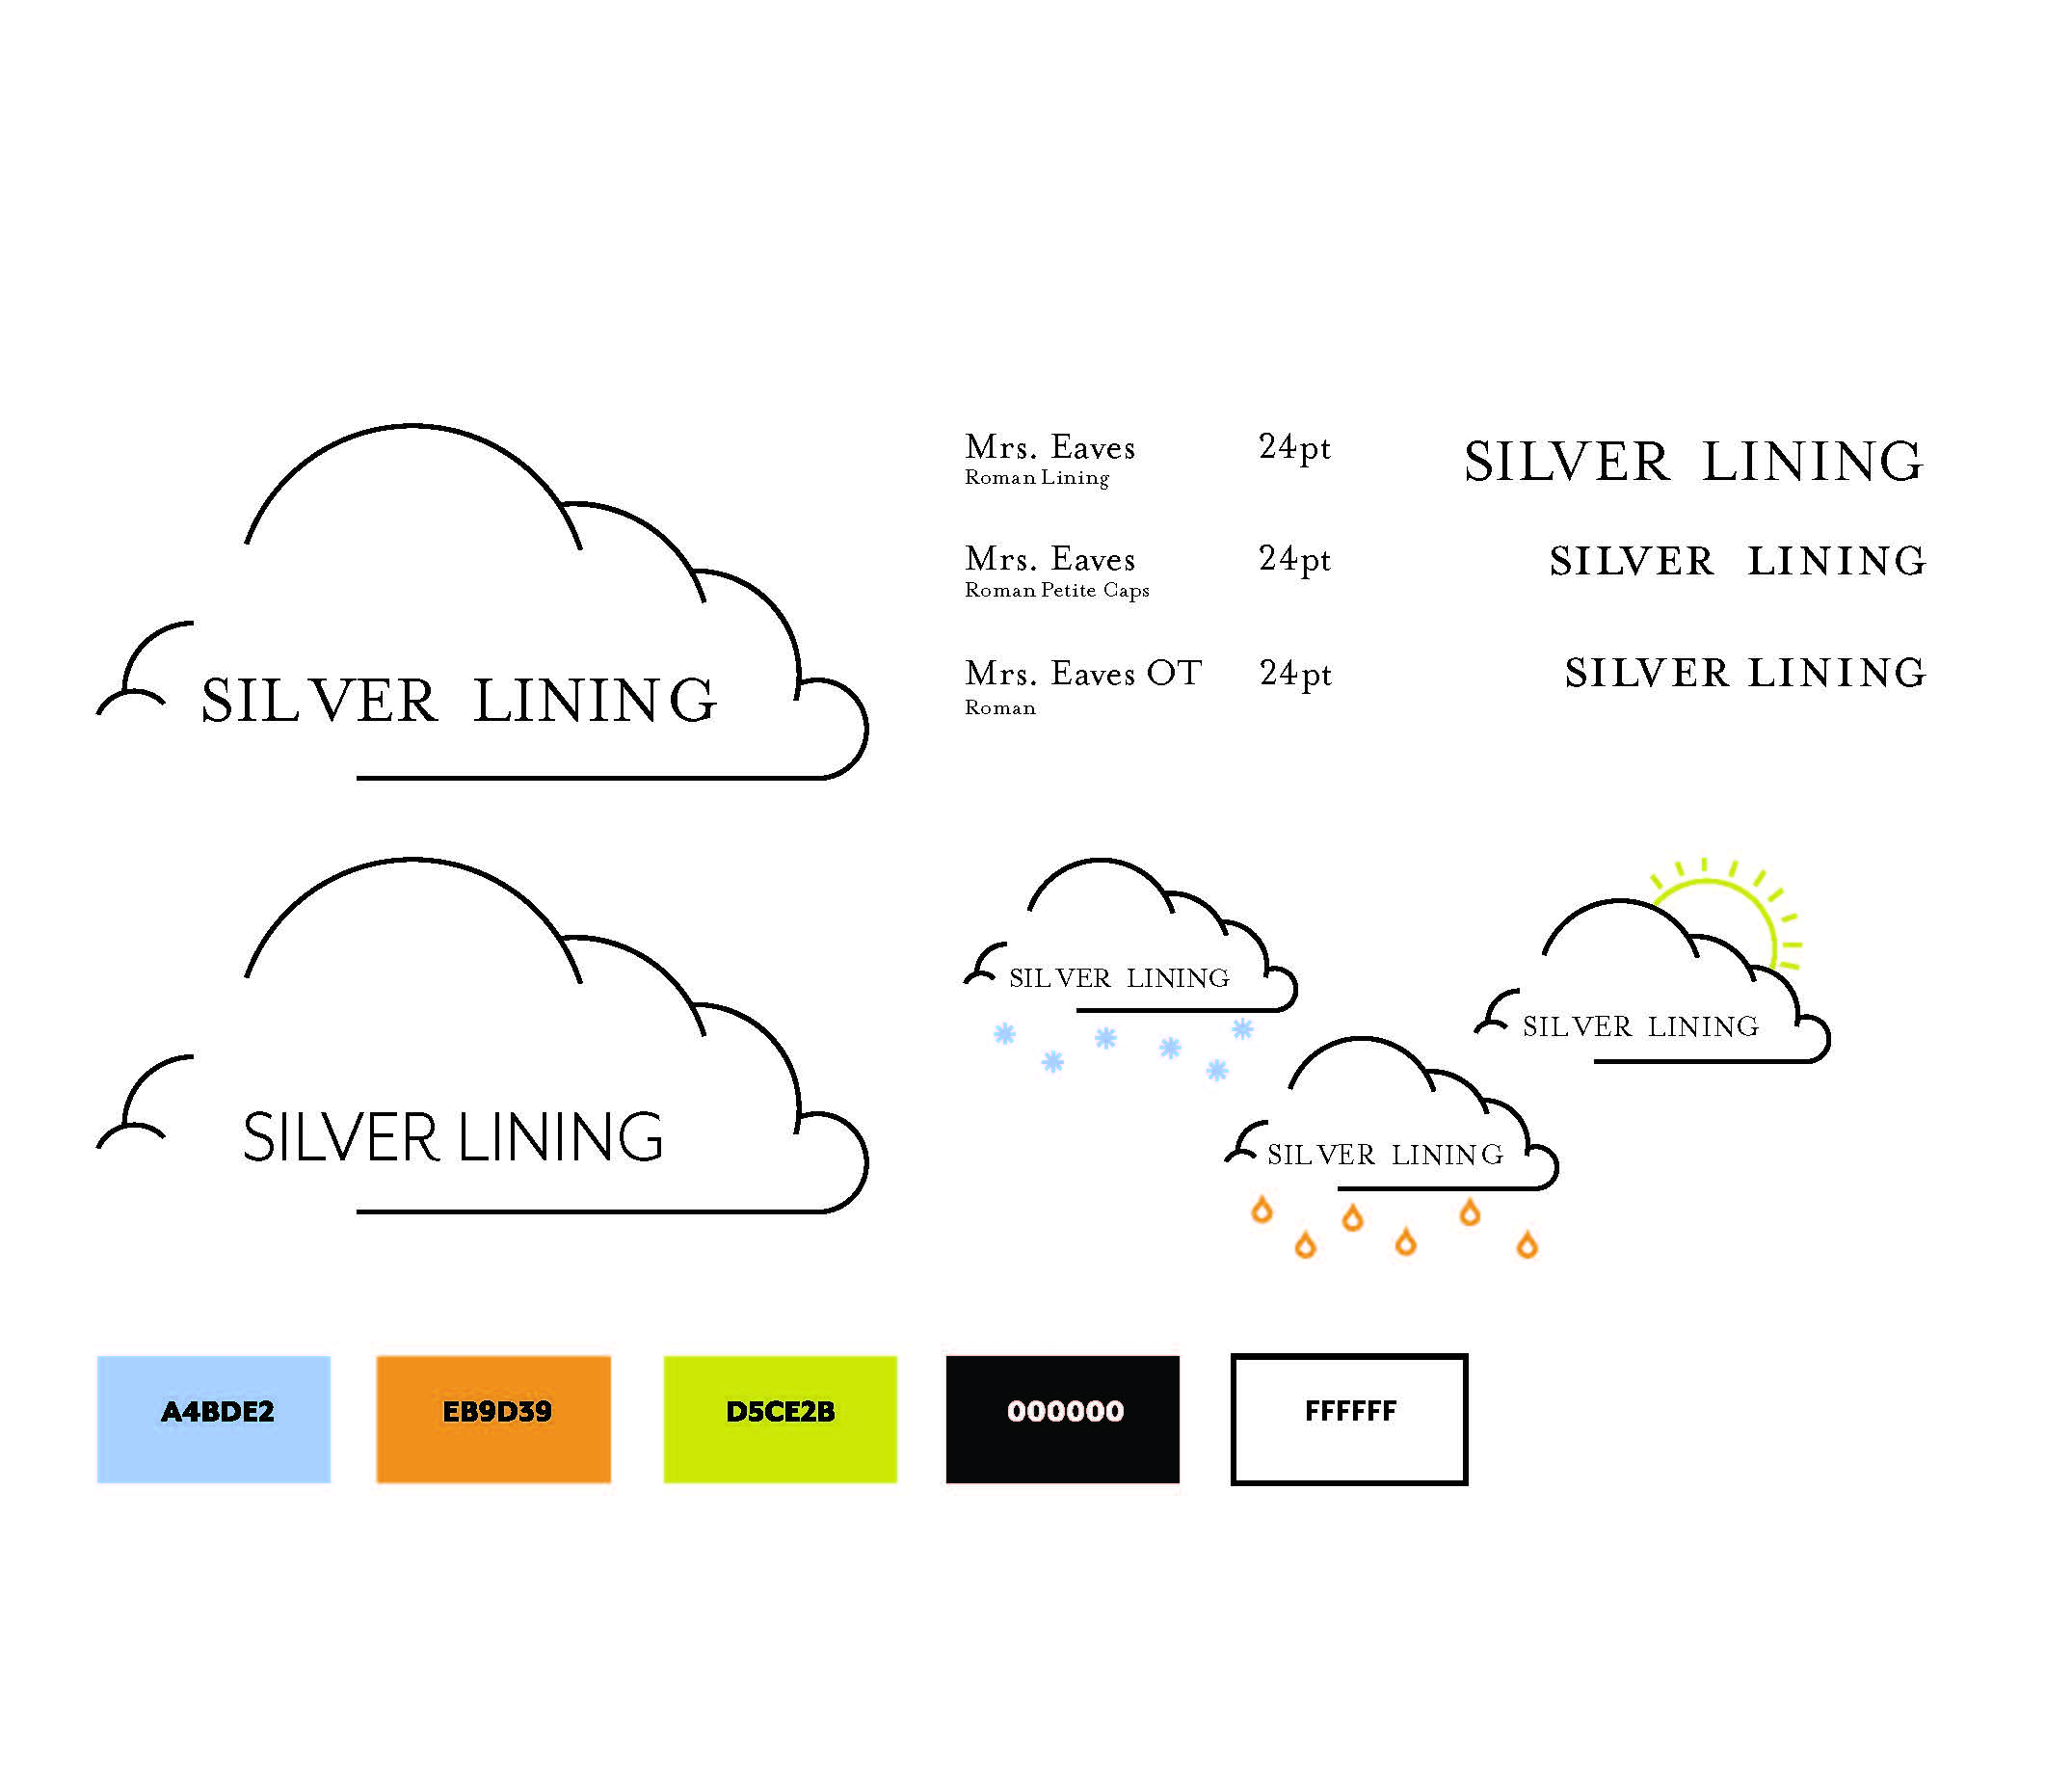 SILVER LINING
Mrs. Eaves 24pt SILVER LINING
Roman Lining
Mrs. Eaves 24pt SILVER LINING
Roman Petite Caps
Mrs. Eaves OT 24pt SILVER LINING
Roman
SILVER LINING
SILVER LINING
SILVER LINING
SILVER LINING
A4BDE2 EB9D39 D5CE2B 000000 FFFFFF